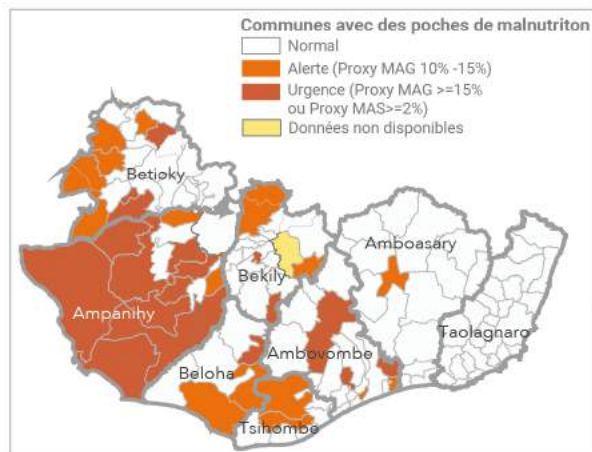 Communes avec des poches de malnutriton
Normal
Alerte (Proxy MAG 10% -15%)
Urgence (Proxy MAG >=15%
ou Proxy MAS>=2%)
Données non disponibles
Betioky
Amboasary
Bekily
Taolagnaro
Ampanihy
Ambovombe
Beloha
Tsihombe